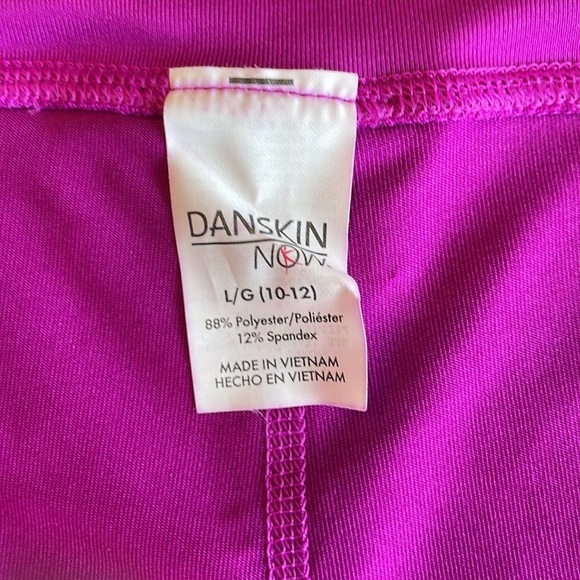 DANSKIN
NOW.
L/G (10-12)
88% Polyester/Poliéster
12% Spandex
MADE IN VIETNAM
HECHO EN VIETNAM